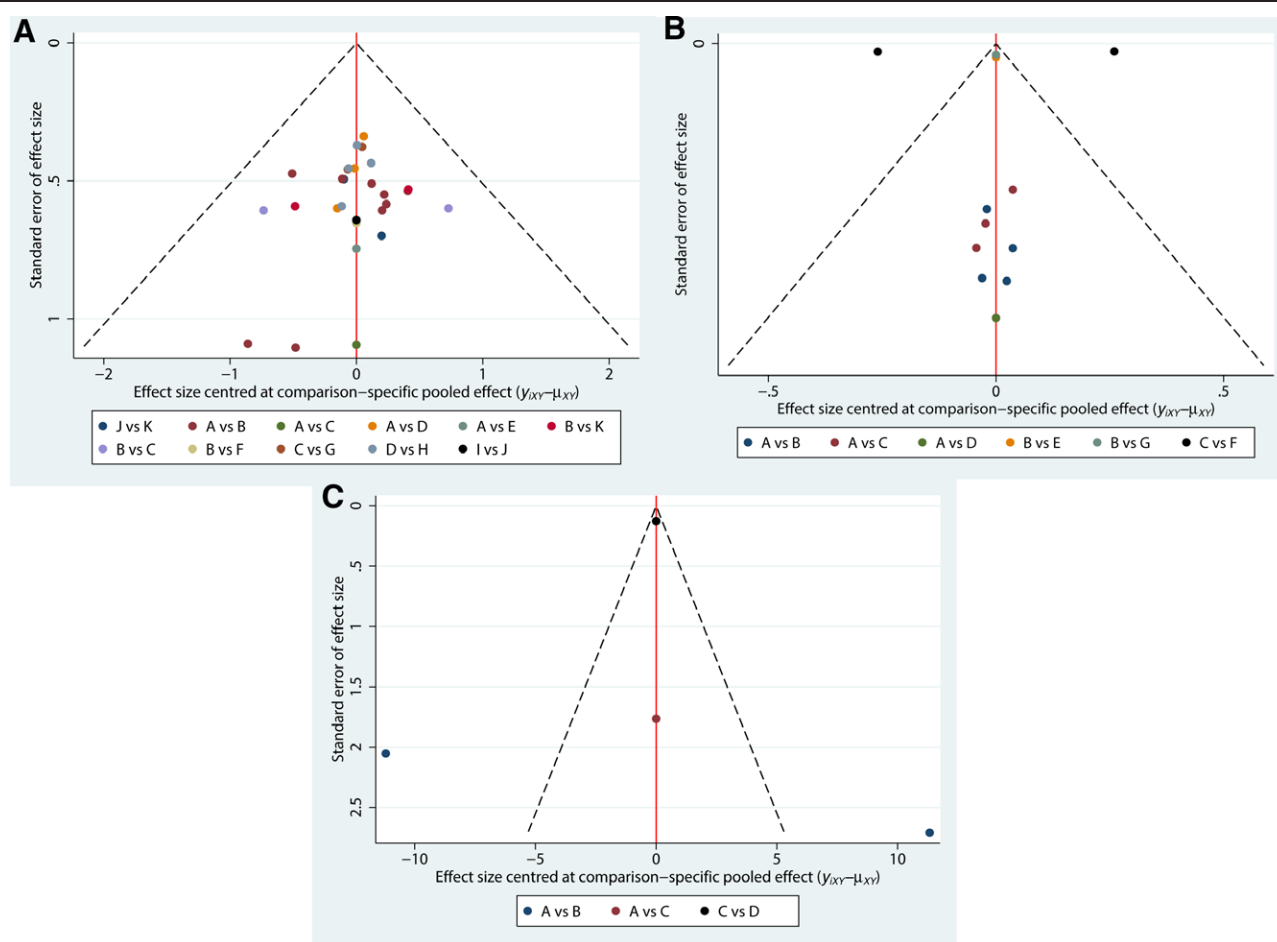 A
0
.5
1
Standard error of effect size
−2
−1
0
1
2
Effect size centred at comparison−specific pooled effect (yiXY−μXY)
J vs K
A vs B
A vs C
A vs D
A vs E
B vs K
B vs C
B vs F
C vs G
D vs H
I vs J
B
0
Standard error of effect size
−.5
0
.5
Effect size centred at comparison−specific pooled effect (yiXY−μXY)
A vs B
A vs C
A vs D
B vs E
B vs G
C vs F
C
0
.5
1
1.5
2
2.5
Standard error of effect size
−10
−5
0
5
10
Effect size centred at comparison−specific pooled effect (yiXY−μXY)
A vs B
A vs C
C vs D